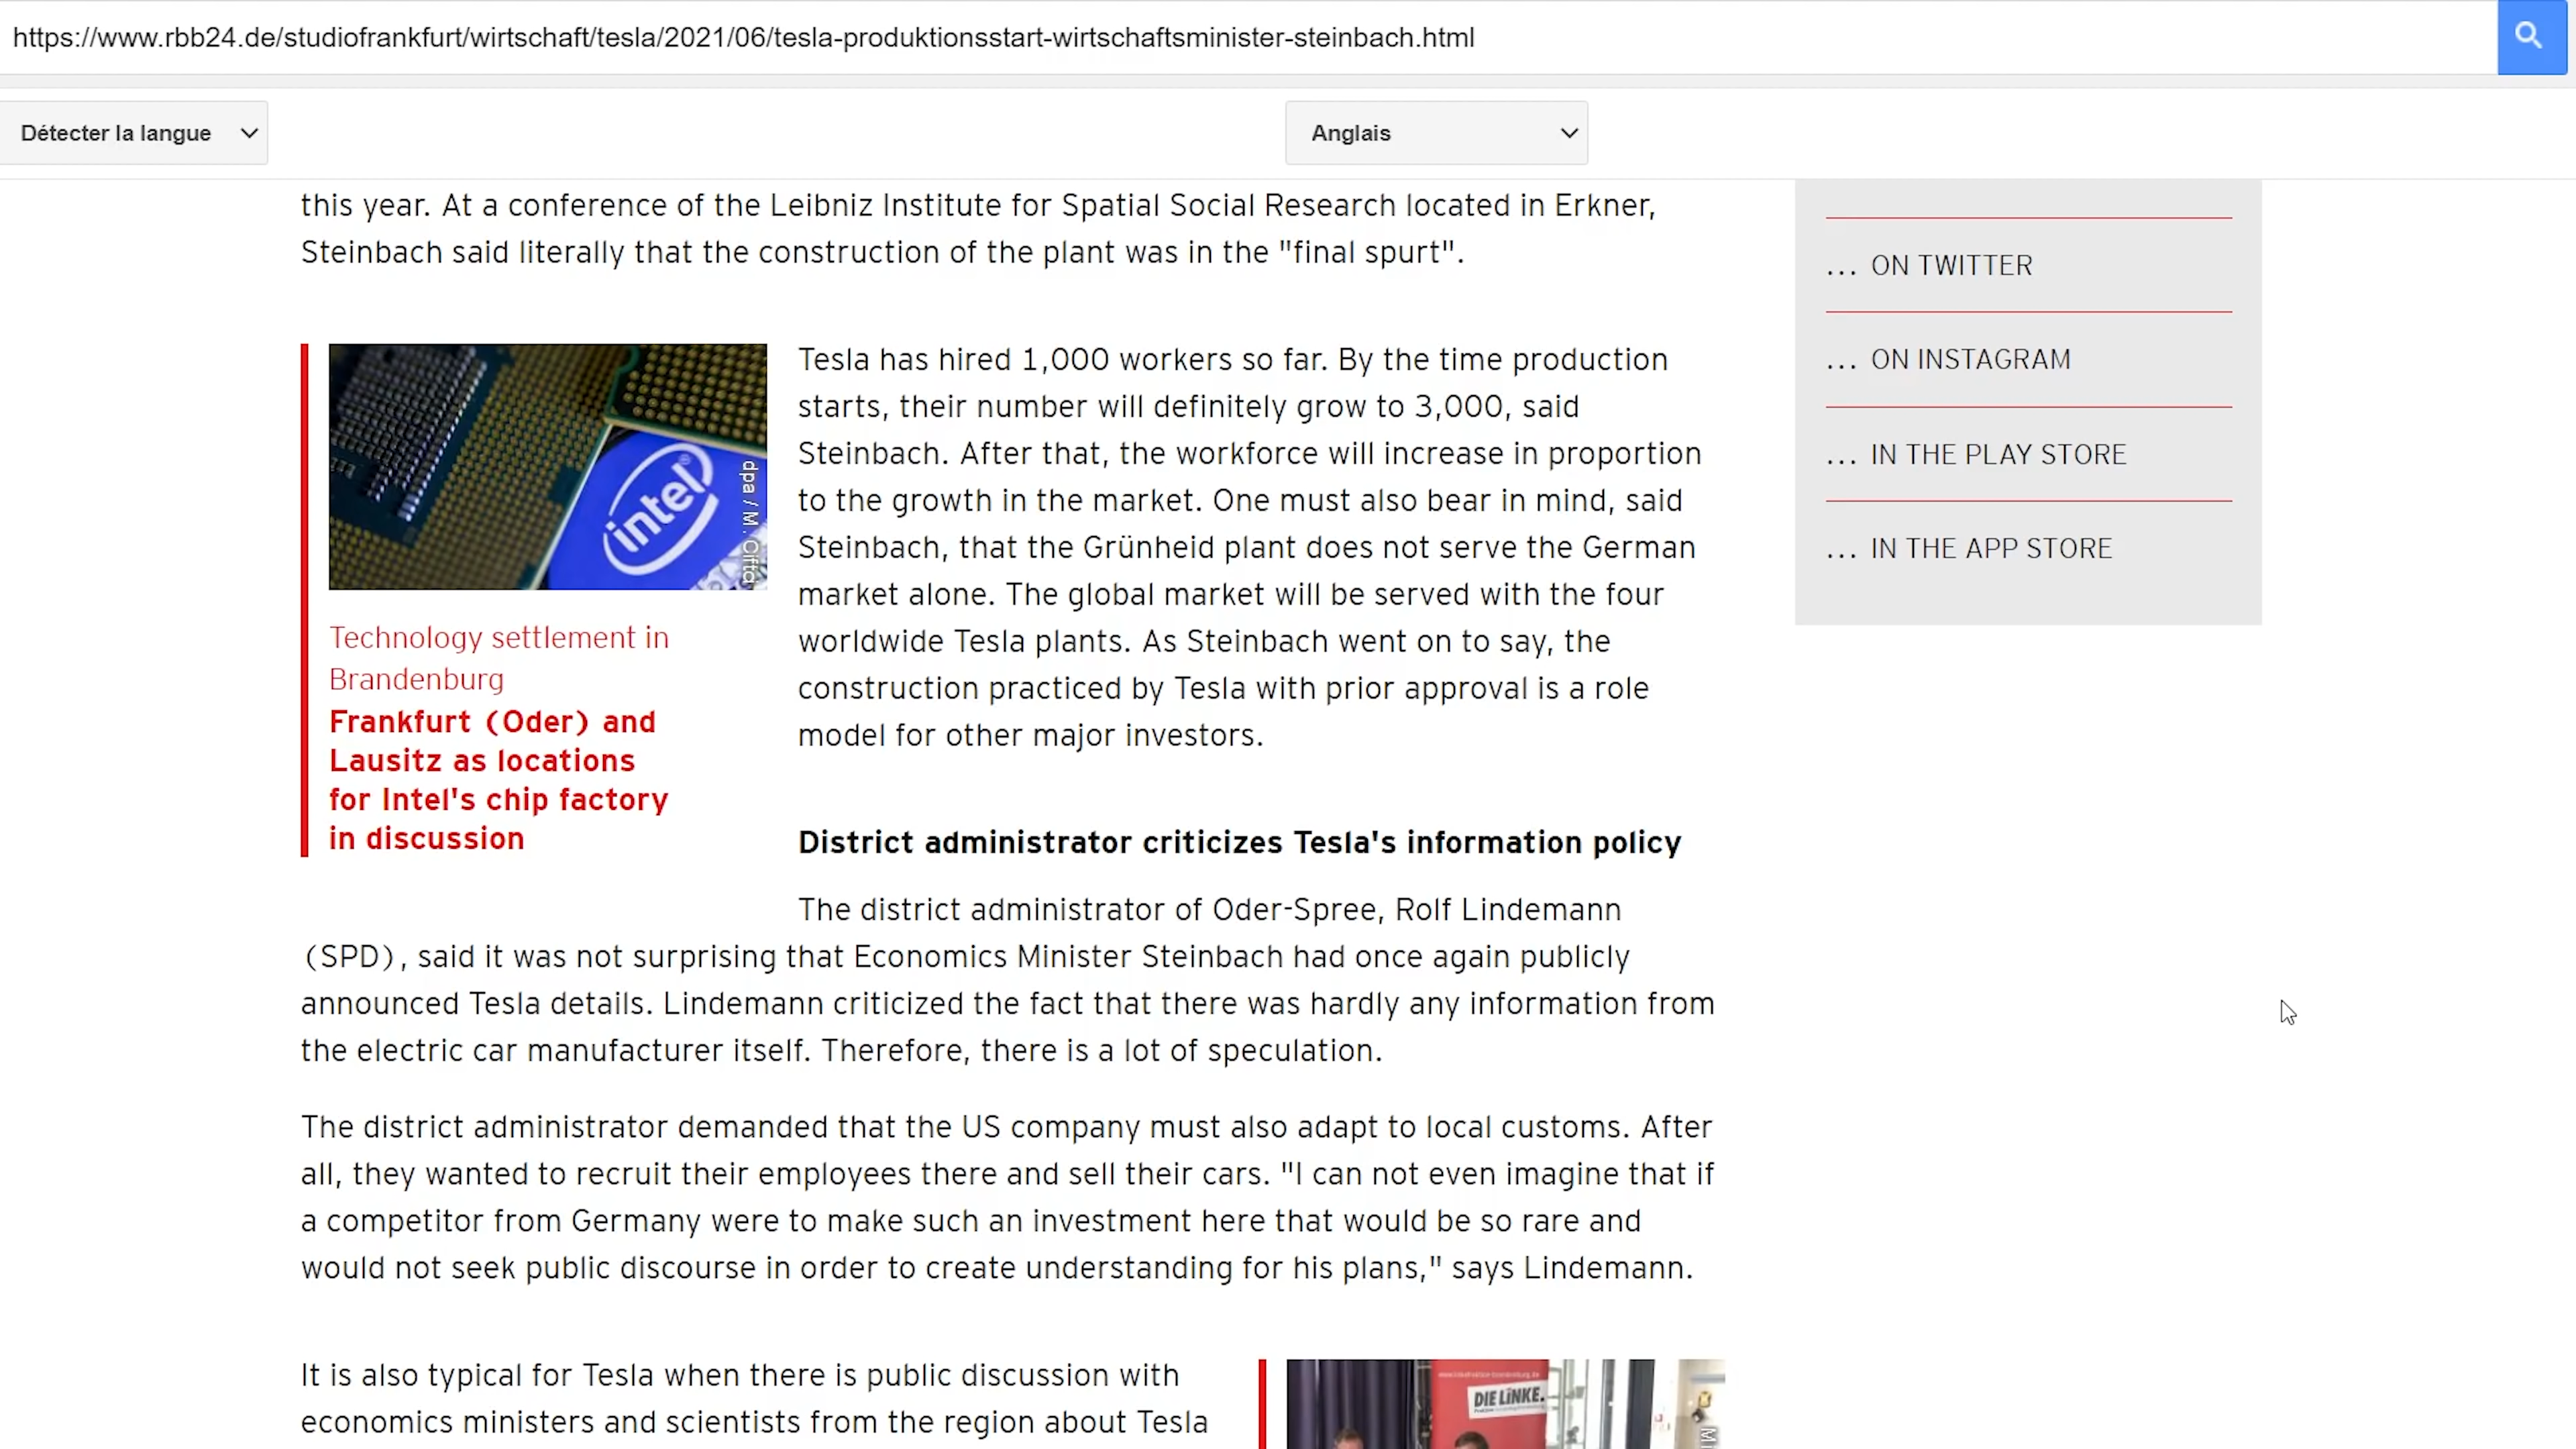 https://www.rbb24.de/studiofrankfurt/wirtschaft/tesla/2021/06/tesla-produktionsstart-wirtschaftsminister-steinbach.html
Détecter la langue
Anglais
this year. At a conference of the Leibniz Institute for Spatial Social Research located in Erkner,
Steinbach said literally that the construction of the plant was in the "final spurt".
... ON TWITTER
... ON INSTAGRAM
... IN THE PLAY STORE
... IN THE APP STORE
intel
dpa / M.
Technology settlement in
Brandenburg
Frankfurt (Oder) and
Lausitz as locations
for Intel's chip factory
in discussion
Tesla has hired 1,000 workers so far. By the time production
starts, their number will definitely grow to 3,000, said
Steinbach. After that, the workforce will increase in proportion
to the growth in the market. One must also bear in mind, said
Steinbach, that the Grünheid plant does not serve the German
market alone. The global market will be served with the four
worldwide Tesla plants. As Steinbach went on to say, the
construction practiced by Tesla with prior approval is a role
model for other major investors.
District administrator criticizes Tesla's information policy
The district administrator of Oder-Spree, Rolf Lindemann
(SPD), said it was not surprising that Economics Minister Steinbach had once again publicly
announced Tesla details. Lindemann criticized the fact that there was hardly any information from
the electric car manufacturer itself. Therefore, there is a lot of speculation.
The district administrator demanded that the US company must also adapt to local customs. After
all, they wanted to recruit their employees there and sell their cars. "I can not even imagine that if
a competitor from Germany were to make such an investment here that would be so rare and
would not seek public discourse in order to create understanding for his plans," says Lindemann.
It is also typical for Tesla when there is public discussion with
economics ministers and scientists from the region about Tesla
DIE LINKE.